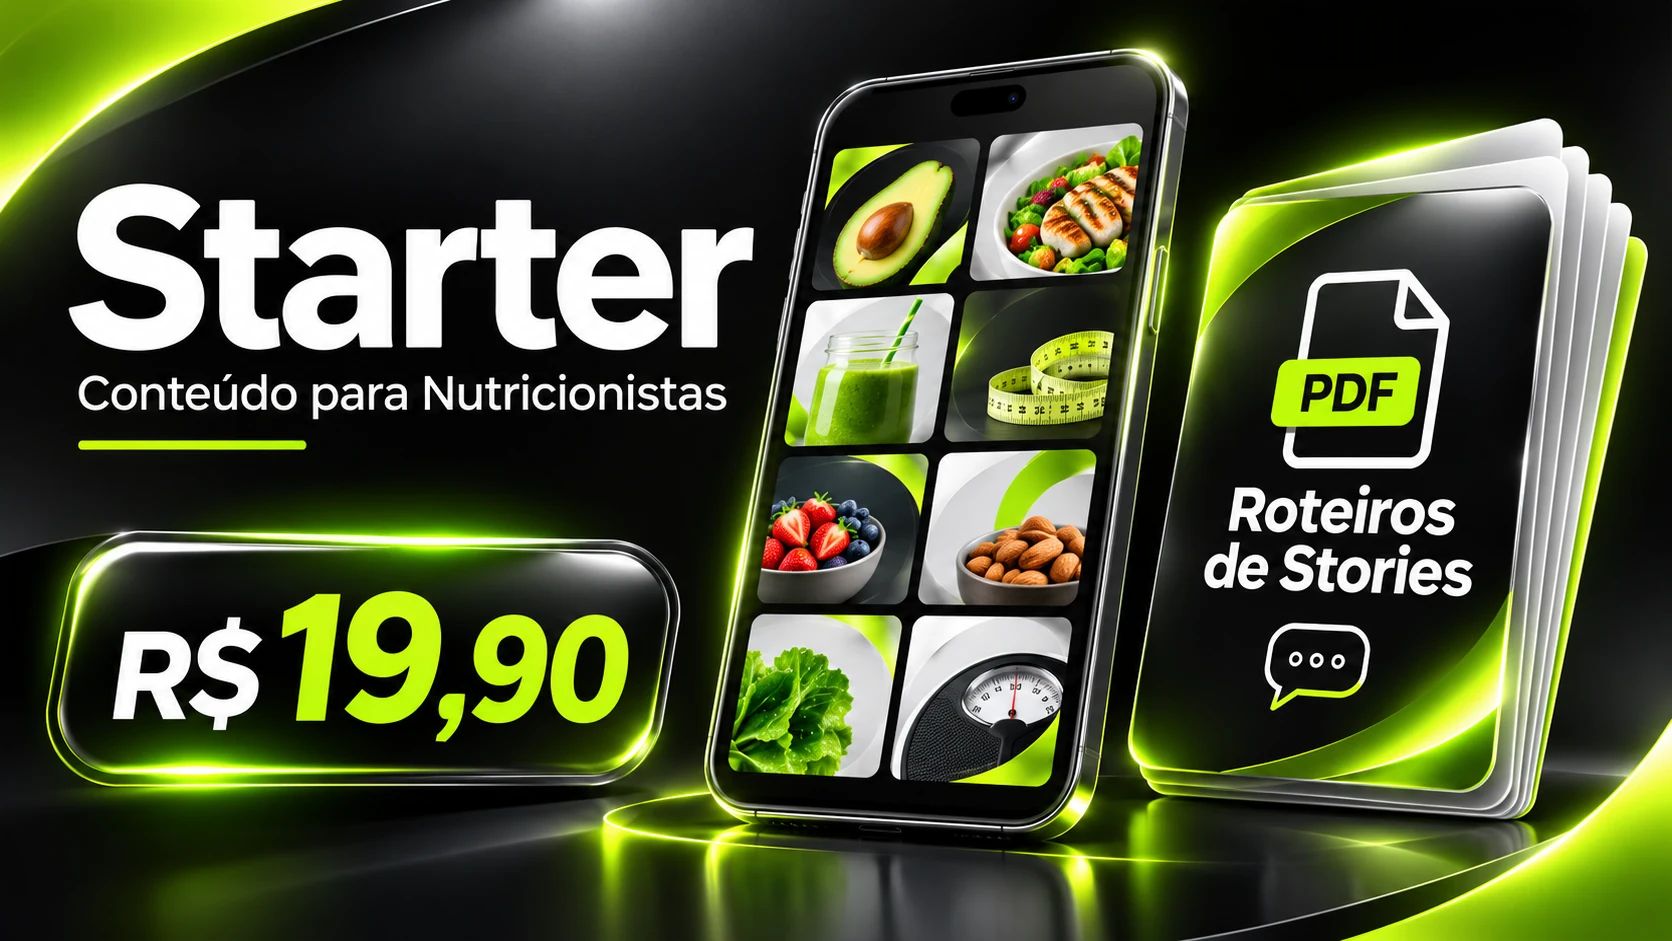 Starter
Conteúdo para Nutricionistas
R$ 19,90
PDF
Roteiros
de Stories